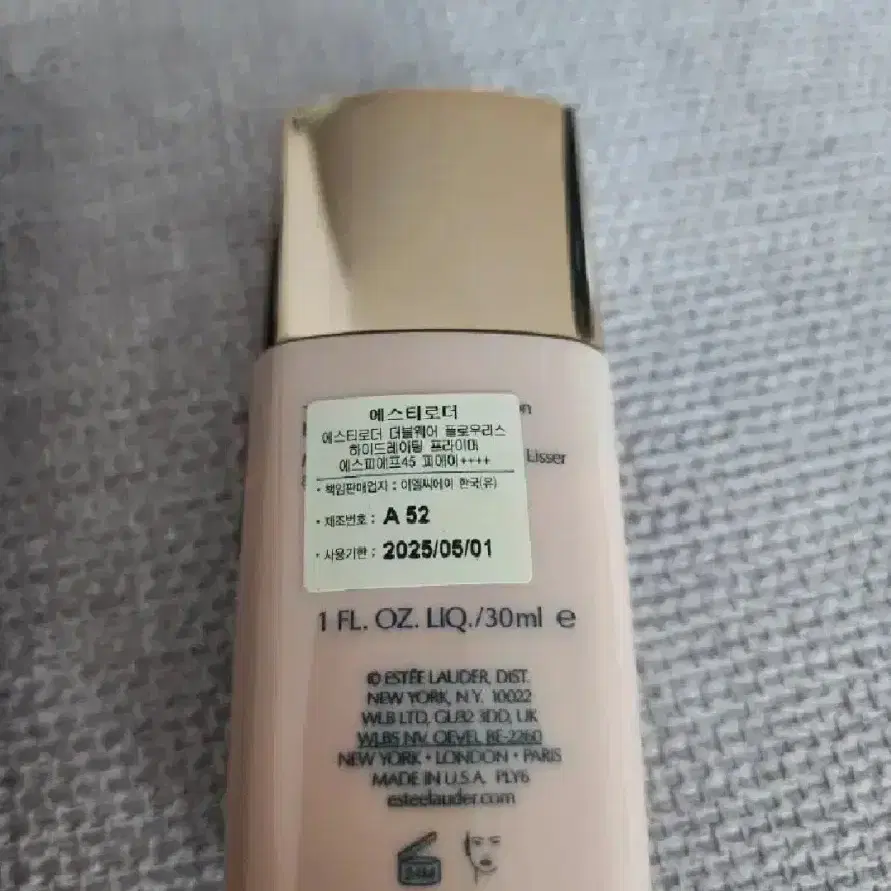 에스티로더
에스티로더 더블웨어 플로우리스
하이드레이팅 프라이머
에스피에프45 피에이++++
· 책임판매업자 : 이엘씨에이 한국(유)
· 제조번호 : A 52
· 사용기한 : 2025/05/01
Lisser
1 FL. OZ. LIQ./30ml e
© ESTÉE LAUDER, DIST.
NEW YORK, N.Y. 10022
WLB LTD, GU32 3DD, UK
WLBS NV, OEVEL BE-2260
NEW YORK • LONDON • PARIS
MADE IN U.S.A. PLY6
esteelauder.com
24M